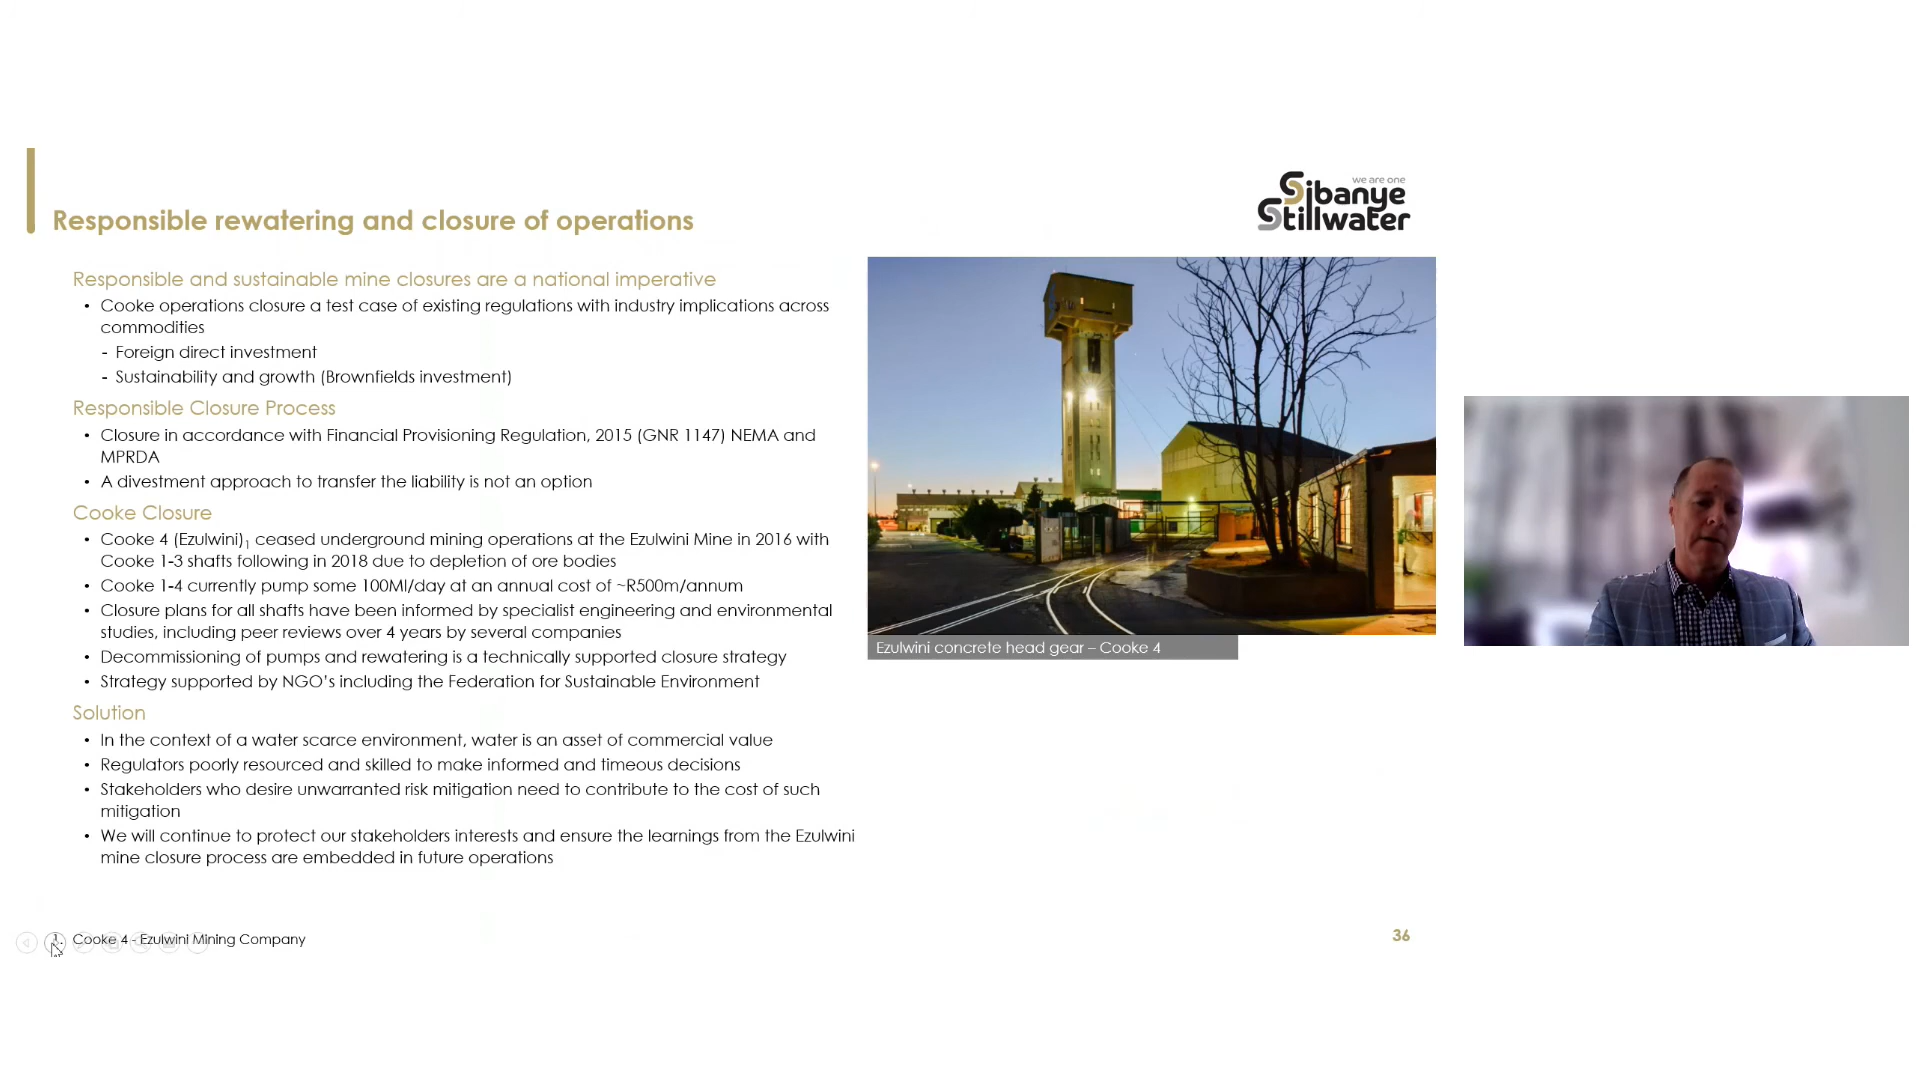 we are one
Sibanye
Stillwater
Responsible rewatering and closure of operations
Responsible and sustainable mine closures are a national imperative
• Cooke operations closure a test case of existing regulations with industry implications across
commodities
- Foreign direct investment
- Sustainability and growth (Brownfields investment)
Responsible Closure Process
• Closure in accordance with Financial Provisioning Regulation, 2015 (GNR 1147) NEMA and
MPRDA
• A divestment approach to transfer the liability is not an option
Cooke Closure
• Cooke 4 (Ezulwini)1 ceased underground mining operations at the Ezulwini Mine in 2016 with
Cooke 1-3 shafts following in 2018 due to depletion of ore bodies
• Cooke 1-4 currently pump some 100Ml/day at an annual cost of ~R500m/annum
• Closure plans for all shafts have been informed by specialist engineering and environmental
studies, including peer reviews over 4 years by several companies
• Decommissioning of pumps and rewatering is a technically supported closure strategy
• Strategy supported by NGO's including the Federation for Sustainable Environment
Solution
• In the context of a water scarce environment, water is an asset of commercial value
• Regulators poorly resourced and skilled to make informed and timeous decisions
• Stakeholders who desire unwarranted risk mitigation need to contribute to the cost of such
mitigation
• We will continue to protect our stakeholders interests and ensure the learnings from the Ezulwini
mine closure process are embedded in future operations
Ezulwini concrete head gear – Cooke 4
1. Cooke 4 - Ezulwini Mining Company
36